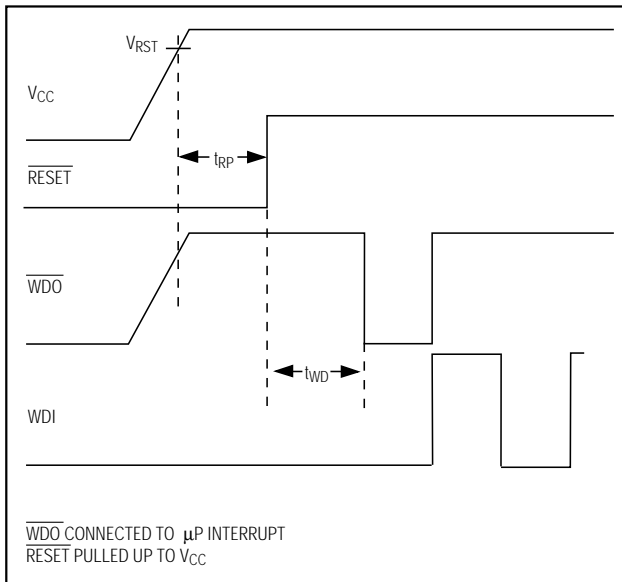 VRST
VCC
tRP
RESET
WDO
tWD
WDI
WDO CONNECTED TO μP INTERRUPT
RESET PULLED UP TO VCC